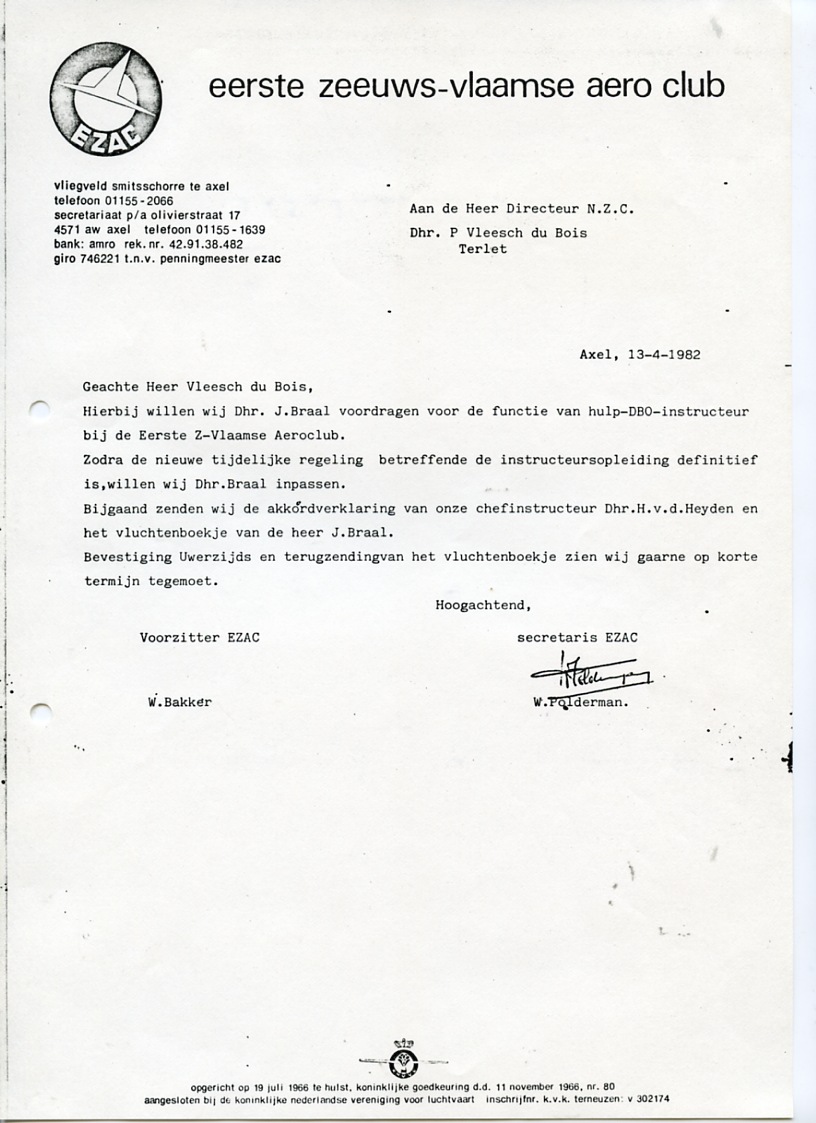 eerste zeeuws-vlaamse aero club
EZAC
vliegveld smitsschorre te axel
telefoon 01155-2066
secretariaat p/a olivierstraat 17
4571 aw axel telefoon 01155-1639
bank: amro rek.nr. 42.91.38.482
giro 746221 t.n.v. penningmeester ezac
Aan de Heer Directeur N.Z.C.
Dhr. P Vleesch du Bois
Terlet
Axel, 13-4-1982
Geachte Heer Vleesch du Bois,
Hierbij willen wij Dhr. J.Braal voordragen voor de functie van hulp-DBO-instructeur
bij de Eerste Z-Vlaamse Aeroclub.
Zodra de nieuwe tijdelijke regeling betreffende de instructeursopleiding definitief
is,willen wij Dhr.Braal inpassen.
Bijgaand zenden wij de akkordverklaring van onze chefinstructeur Dhr.H.v.d.Heyden en
het vluchtenboekje van de heer J.Braal.
Bevestiging Uwerzijds en terugzendingvan het vluchtenboekje zien wij gaarne op korte
termijn tegemoet.
Hoogachtend,
Voorzitter EZAC secretaris EZAC
W.Bakker W.Polderman.
opgericht op 19 juli 1966 te hulst, koninklijke goedkeuring d.d. 11 november 1966, nr. 80
aangesloten bij de koninklijke nederlandse vereniging voor luchtvaart inschrijfnr. k.v.k. terneuzen: v 302174